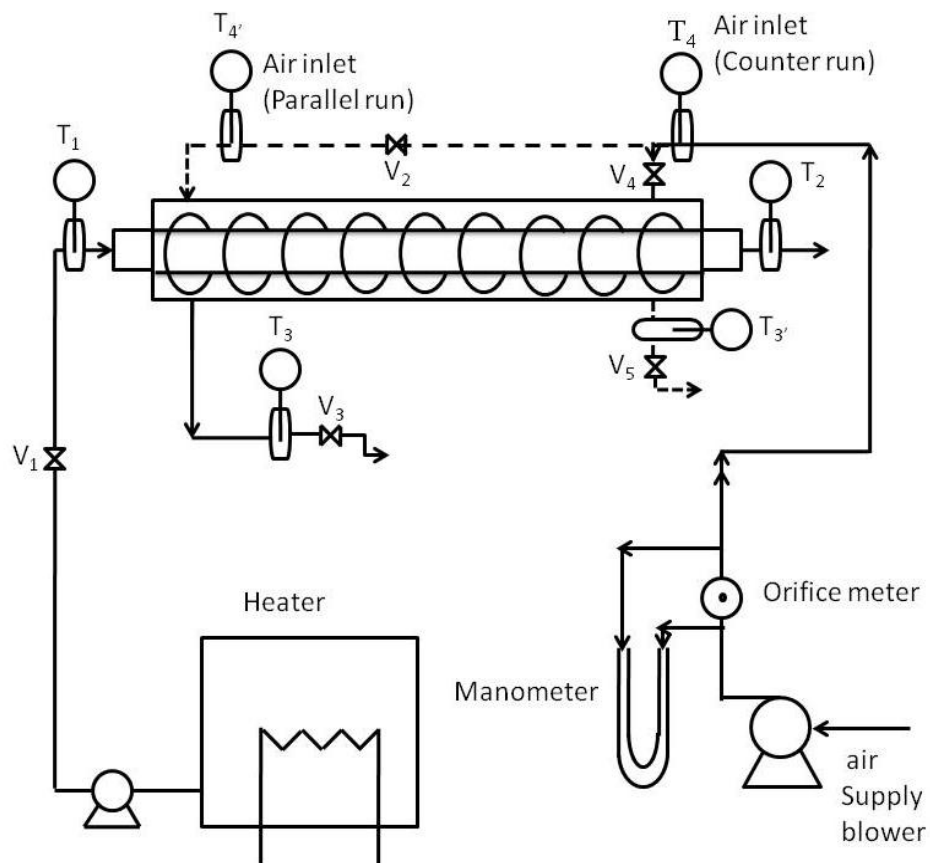 T4'
Air inlet
(Parallel run)
T4
Air inlet
(Counter run)
T1
V2
V4
T2
T3
T3'
V5
V3
V1
Heater
Orifice meter
Manometer
air
Supply
blower